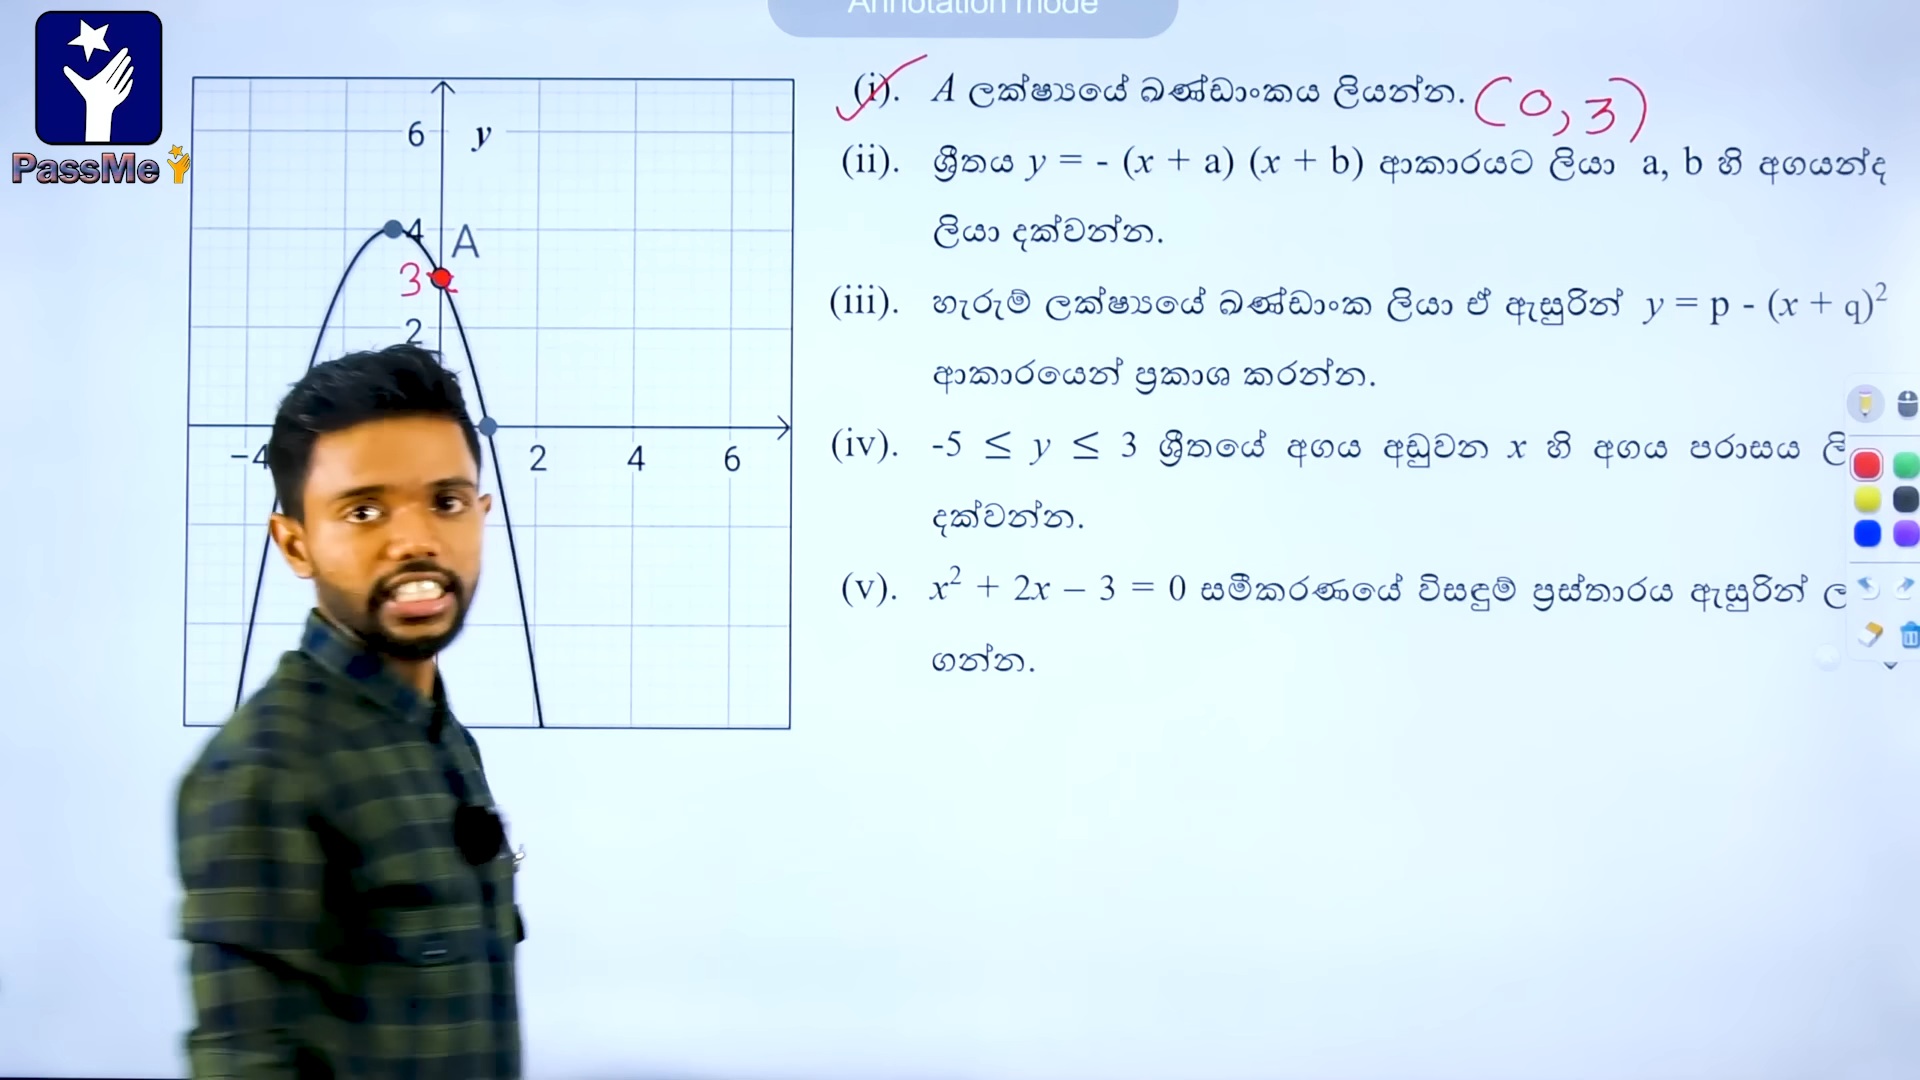 Annotation mode
PassMe
6 y
4 A
3
2
-4 2 4 6
(i). A ලක්ෂ්‍යයේ ඛණ්ඩාංකය ලියන්න. (0, 3)
(ii). ශ්‍රීතය y = - (x + a) (x + b) ආකාරයට ලියා a, b හි අගයන්ද
ලියා දක්වන්න.
(iii). හැරුම් ලක්ෂ්‍යයේ ඛණ්ඩාංක ලියා ඒ ඇසුරින් y = p - (x + q)²
ආකාරයෙන් ප්‍රකාශ කරන්න.
(iv). -5 ≤ y ≤ 3 ශ්‍රීතයේ අගය අඩුවන x හි අගය පරාසය ලි
දක්වන්න.
(v). x² + 2x – 3 = 0 සමීකරණයේ විසඳුම් ප්‍රස්තාරය ඇසුරින් ල
ගන්න.